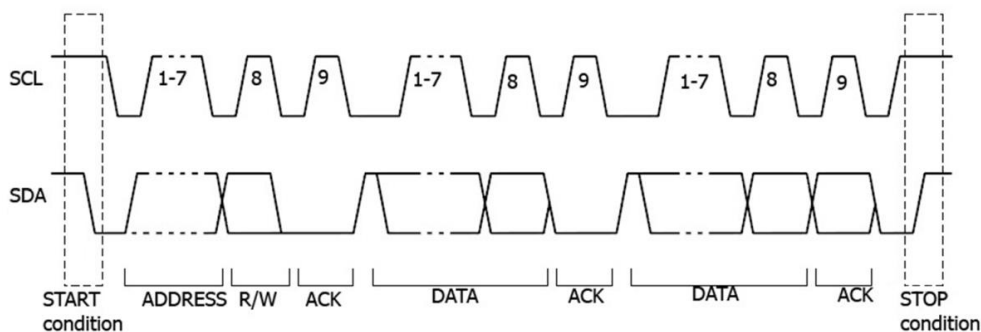 SCL
1-7
8
9
1-7
8
9
1-7
8
9
SDA
START
condition
ADDRESS
R/W
ACK
DATA
ACK
DATA
ACK
STOP
condition